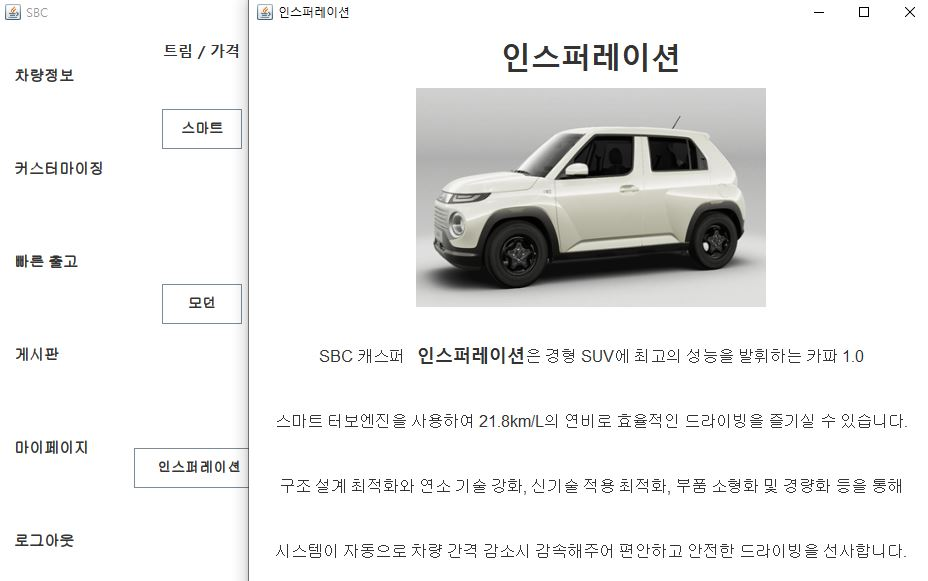 SBC
트림 / 가격
차량정보
스마트
커스터마이징
빠른 출고
모던
게시판
마이페이지
인스퍼레이션
로그아웃
인스퍼레이션
인스퍼레이션
SBC 캐스퍼 인스퍼레이션은 경형 SUV에 최고의 성능을 발휘하는 카파 1.0
스마트 터보엔진을 사용하여 21.8km/L의 연비로 효율적인 드라이빙을 즐기실 수 있습니다.
구조 설계 최적화와 연소 기술 강화, 신기술 적용 최적화, 부품 소형화 및 경량화 등을 통해
시스템이 자동으로 차량 간격 감소시 감속해주어 편안하고 안전한 드라이빙을 선사합니다.